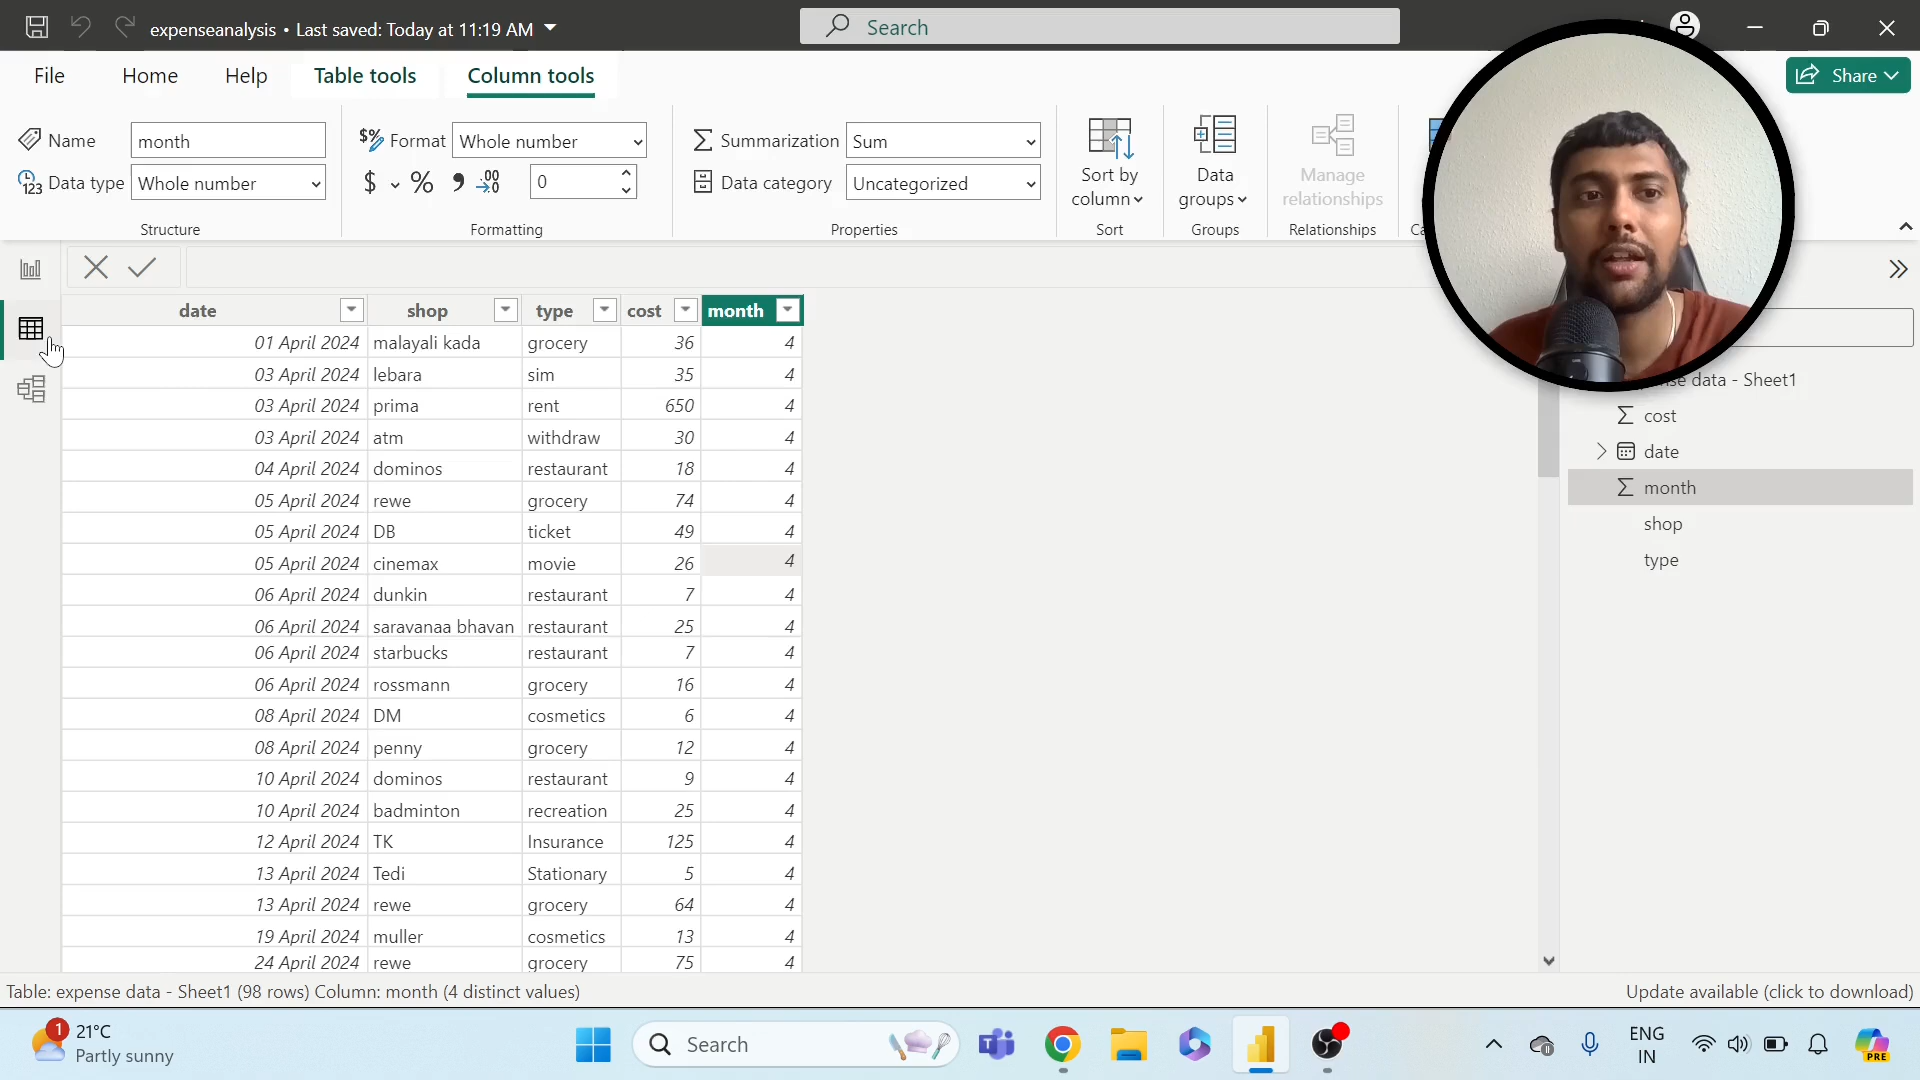 expenseanalysis • Last saved: Today at 11:19 AM
Search
File Home Help Table tools Column tools
Share
Name month
Data type Whole number
Structure
Format Whole number
$ % 0
Formatting
Summarization Sum
Data category Uncategorized
Properties
Sort by column
Sort
Data groups
Groups
Manage relationships
Relationships
date shop type cost month
01 April 2024 malayali kada grocery 36 4
03 April 2024 lebara sim 35 4
03 April 2024 prima rent 650 4
03 April 2024 atm withdraw 30 4
04 April 2024 dominos restaurant 18 4
05 April 2024 rewe grocery 74 4
05 April 2024 DB ticket 49 4
05 April 2024 cinemax movie 26 4
06 April 2024 dunkin restaurant 7 4
06 April 2024 saravanaa bhavan restaurant 25 4
06 April 2024 starbucks restaurant 7 4
06 April 2024 rossmann grocery 16 4
08 April 2024 DM cosmetics 6 4
08 April 2024 penny grocery 12 4
10 April 2024 dominos restaurant 9 4
10 April 2024 badminton recreation 25 4
12 April 2024 TK Insurance 125 4
13 April 2024 Tedi Stationary 5 4
13 April 2024 rewe grocery 64 4
19 April 2024 muller cosmetics 13 4
24 April 2024 rewe grocery 75 4
data - Sheet1
cost
date
month
shop
type
Table: expense data - Sheet1 (98 rows) Column: month (4 distinct values)
Update available (click to download)
1
21°C
Partly sunny
Search
ENG
IN
PRE